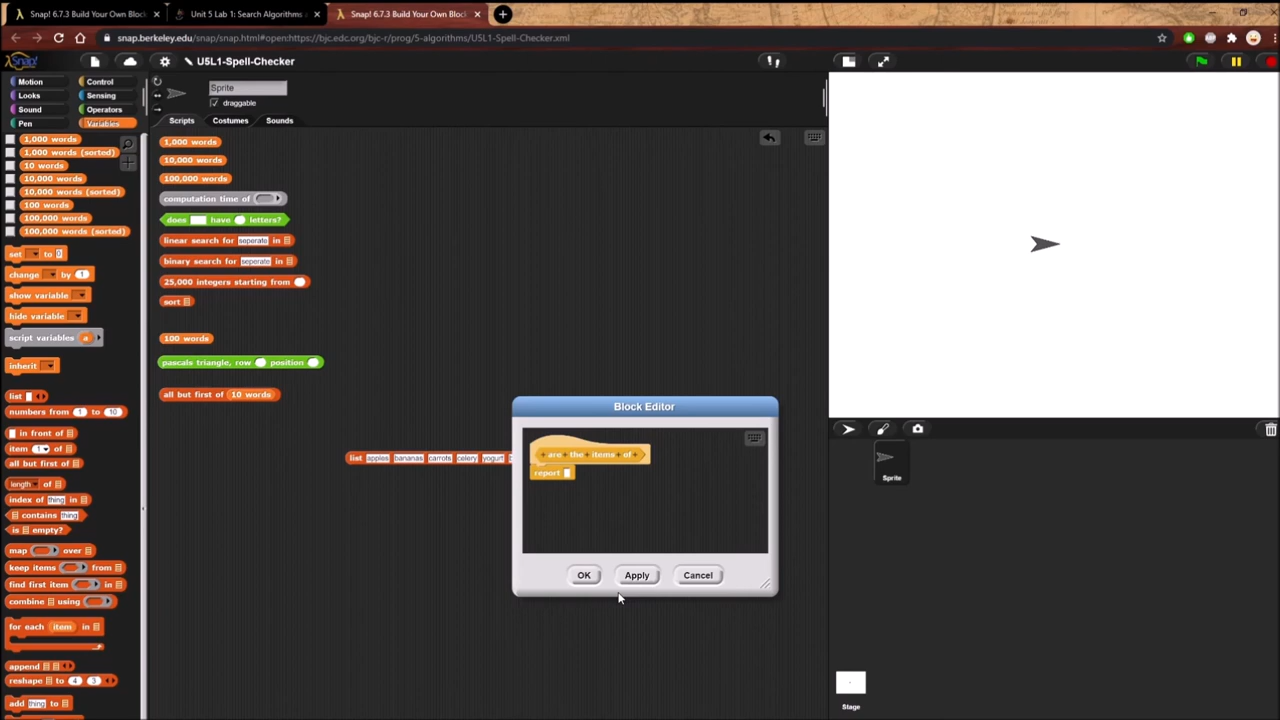 Snap! 6.7.3 Build Your Own Bloc
Unit 5 Lab 1: Search Algorithms a
Snap! 6.7.3 Build Your Own Bloc
snap.berkeley.edu/snap/snap.html#open:https://bjc.edc.org/bjc-r/prog/5-algorithms/U5L1-Spell-Checker.xml
Snap!
U5L1-Spell-Checker
Motion
Control
Looks
Sensing
Sound
Operators
Pen
Variables
Sprite
draggable
Scripts Costumes Sounds
1,000 words
1,000 words (sorted)
10 words
10,000 words
10,000 words (sorted)
100 words
100,000 words
100,000 words (sorted)
set to 0
change by 1
show variable
hide variable
script variables a
inherit
list
numbers from 1 to 10
in front of
item 1 of
all but first of
length of
index of thing in
contains thing
is empty?
map over
keep items from
find first item in
combine using
for each item in
append
reshape to 4 3
add thing to
1,000 words
10,000 words
100,000 words
computation time of
does have letters?
linear search for seperate in
binary search for seperate in
25,000 integers starting from
sort
100 words
pascals triangle, row position
all but first of 10 words
list apples bananas carrots celery yogurt
Block Editor
+ are + the + items + of +
report
OK
Apply
Cancel
Sprite
Stage